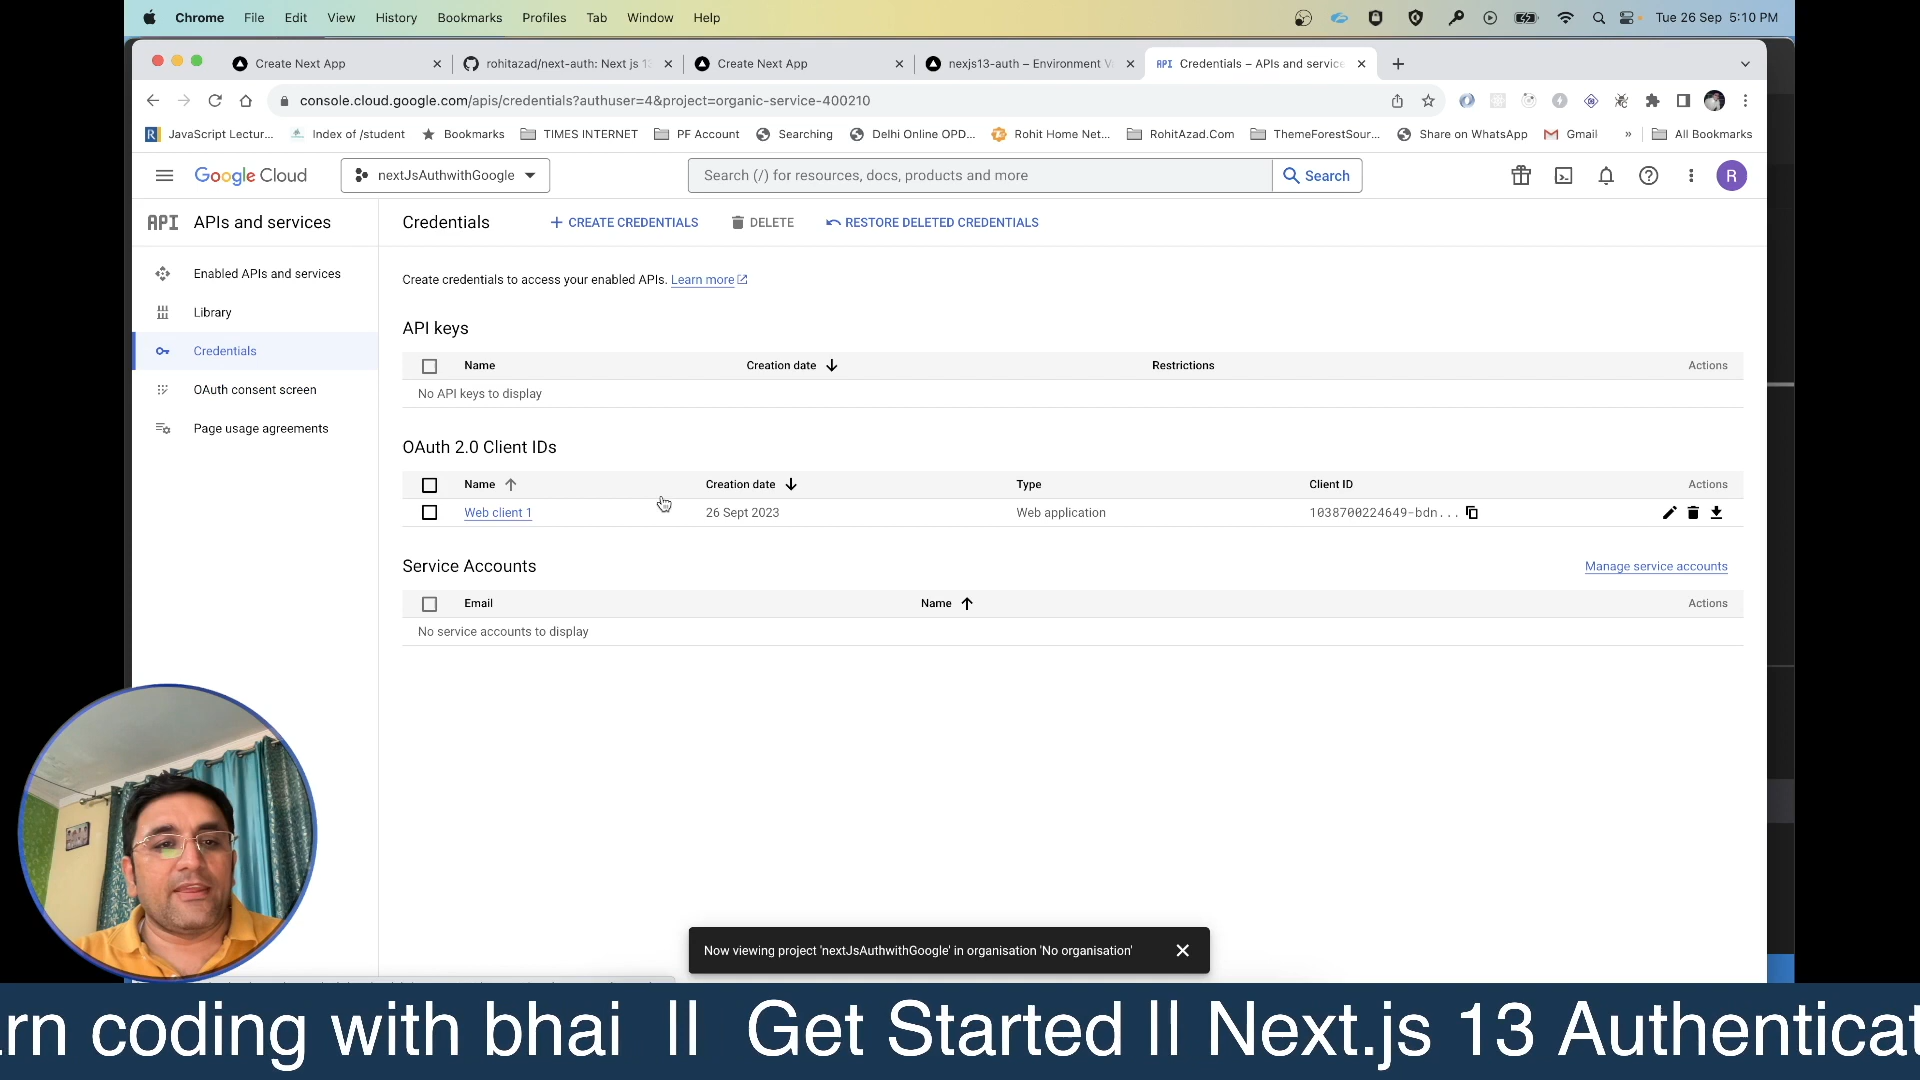 Chrome File Edit View History Bookmarks Profiles Tab Window Help Tue 26 Sep 5:10 PM
Create Next App rohitazad/next-auth: Next js 1 Create Next App nexjs13-auth – Environment V API Credentials – APIs and service
console.cloud.google.com/apis/credentials?authuser=4&project=organic-service-400210
R JavaScript Lectur... Index of /student Bookmarks TIMES INTERNET PF Account Searching Delhi Online OPD... Rohit Home Net... RohitAzad.Com ThemeForestSour... Share on WhatsApp Gmail » All Bookmarks
Google Cloud nextJsAuthwithGoogle Search (/) for resources, docs, products and more Search R
API APIs and services Credentials + CREATE CREDENTIALS DELETE RESTORE DELETED CREDENTIALS
Enabled APIs and services
Library
Credentials
OAuth consent screen
Page usage agreements
Create credentials to access your enabled APIs. Learn more
API keys
Name Creation date Restrictions Actions
No API keys to display
OAuth 2.0 Client IDs
Name Creation date Type Client ID Actions
Web client 1 26 Sept 2023 Web application 1038700224649-bdn...
Service Accounts Manage service accounts
Email Name Actions
No service accounts to display
Now viewing project 'nextJsAuthwithGoogle' in organisation 'No organisation'
rn coding with bhai || Get Started || Next.js 13 Authenticat